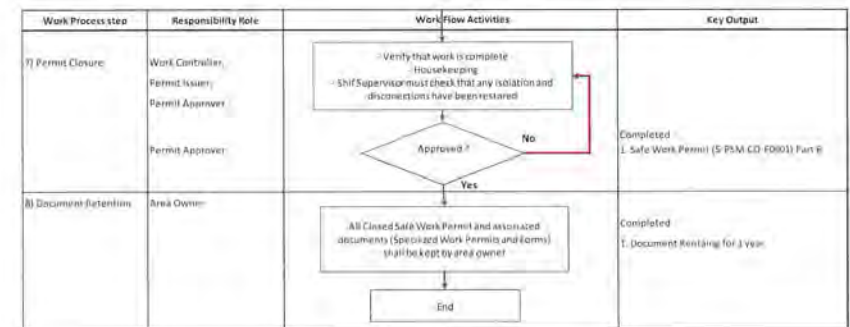 Work Process step
Responsibility Role
Work Flow Activities
Key Output
7) Permit Closure
Work Controller,
Permit Issuer,
Permit Approver
Permit Approver
- Verify that work is complete
- Housekeeping
- Shif Supervisor must check that any isolation and
disconnections have been restored
Approved ?
No
Yes
Completed
1. Safe Work Permit (S-PSM-CO-F0001) Part B
8) Document Retention
Area Owner
All Closed Safe Work Permit and associated
documents (Specialized Work Permits and Forms)
shall be kept by area owner
End
Completed
1. Document Rentaing for 1 year